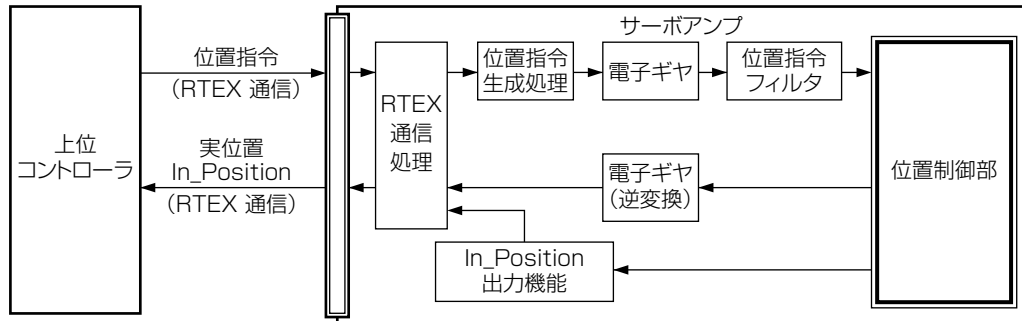 サーボアンプ
上位
コントローラ
位置指令
（RTEX 通信）
実位置
In_Position
（RTEX 通信）
RTEX
通信
処理
位置指令
生成処理
電子ギヤ
位置指令
フィルタ
電子ギヤ
（逆変換）
In_Position
出力機能
位置制御部